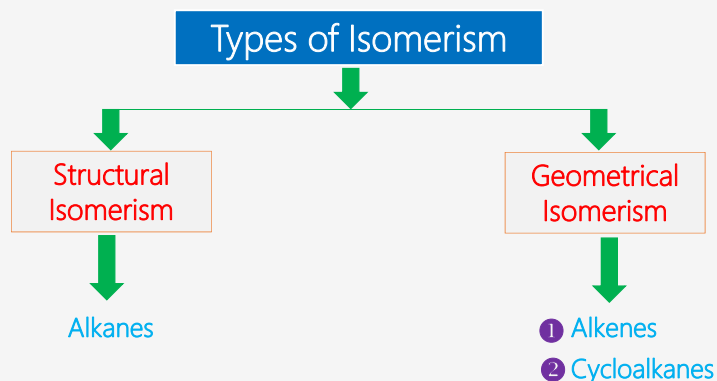 Types of Isomerism
Structural
Isomerism
Geometrical
Isomerism
Alkanes
1 Alkenes
2 Cycloalkanes